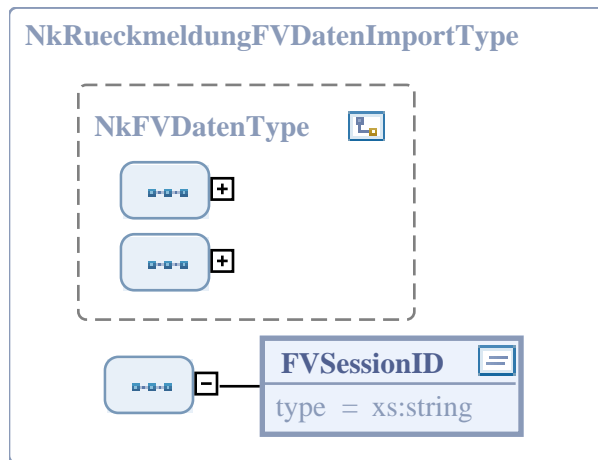 NkRueckmeldungFVDatenImportType
NkFVDatenType
FVSessionID
type = xs:string